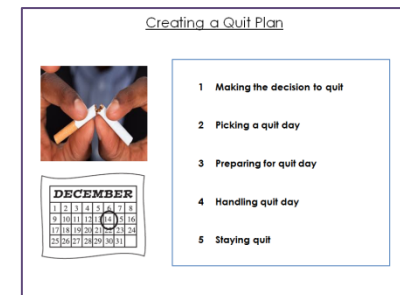 Creating a Quit Plan
1 Making the decision to quit
2 Picking a quit day
3 Preparing for quit day
4 Handling quit day
5 Staying quit
DECEMBER
1 2 3 4 5 6 7 8
9 10 11 12 13 14 15 16
17 18 19 20 21 22 23 24
25 26 27 28 29 30 31